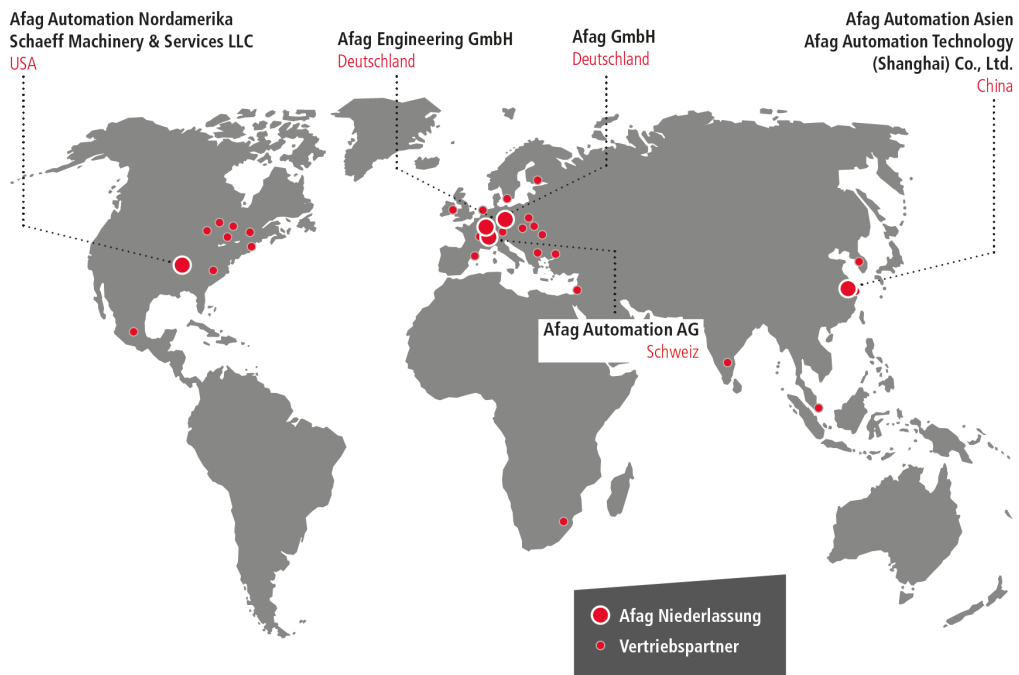 Afag Automation Nordamerika
Schaeff Machinery & Services LLC
USA
Afag Engineering GmbH
Deutschland
Afag GmbH
Deutschland
Afag Automation Asien
Afag Automation Technology
(Shanghai) Co., Ltd.
China
Afag Automation AG
Schweiz
Afag Niederlassung
Vertriebspartner